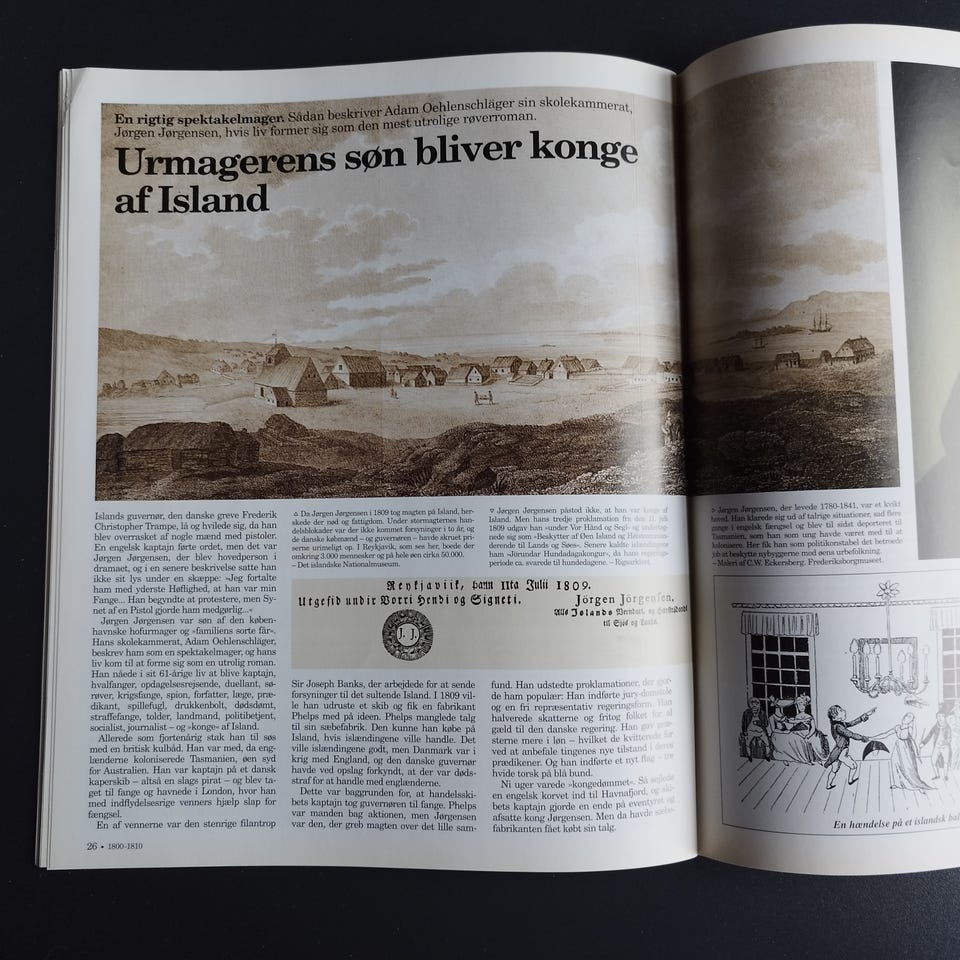 En rigtig spektakelmager. Sådan beskriver Adam Oehlenschläger sin skolekammerat,
Jørgen Jørgensen, hvis liv former sig som den mest utrolige røverroman.
Urmagerens søn bliver konge
af Island
Islands guvernør, den danske greve Frederik
Christopher Trampe, lå og hvilede sig, da han
blev overrasket af nogle mænd med pistoler.
En engelsk kaptajn førte ordet, men det var
Jørgen Jørgensen, der blev hovedperson i
dramaet, og i en senere beskrivelse satte han
ikke sit lys under en skæppe: »Jeg fortalte
ham med yderste Høflighed, at han var min
Fange... Han begyndte at protestere, men Sy-
net af en Pistol gjorde ham medgørlig...«
Jørgen Jørgensen var søn af den køben-
havnske hofurmager og »familiens sorte får«.
Hans skolekammerat, Adam Oehlenschläger,
beskrev ham som en spektakelmager, og hans
liv kom til at forme sig som en utrolig roman.
Han nåede i sit 61-årige liv at blive kaptajn,
hvalfanger, opdagelsesrejsende, duellant, sø-
røver, krigsfange, spion, forfatter, læge, præ-
dikant, spillefugl, drukkenbolt, dødsdømt,
straffefange, tolder, landmand, politibetjent,
socialist, journalist – og »konge« af Island.
Allerede som fjortenårig stak han til søs
med en britisk kulbåd. Han var med, da eng-
lænderne koloniserede Tasmanien, øen syd
for Australien. Han var kaptajn på et dansk
kaperskib – altså en slags pirat – og blev ta-
get til fange og havnede i London, hvor han
med indflydelsesrige venners hjælp slap for
fængsel.
En af vennerne var den stenrige filantrop
▵ Da Jørgen Jørgensen i 1809 tog magten på Island, her-
skede der nød og fattigdom. Under stormagternes han-
delsblokader var der ikke kommet forsyninger i to år, og
de danske købmænd – og guvernøren – havde skruet pri-
serne urimeligt op. I Reykjavik, som ses her, boede der
omkring 3.000 mennesker og på hele øen cirka 50.000.
– Det islandske Nationalmuseum.
▿ Jørgen Jørgensen påstod ikke, at han var konge af
Island. Men hans tredje proklamation fra den 11. juli
1809 udgav han »under Vor Hånd og Segl« og underteg-
nede sig som »Beskytter af Øen Island og Høistcomman-
derende til Lands og Søes«. Senere kaldte islændingene
ham »Jörundar Hundadagakongur«, da hans regerings-
periode ca. svarede til hundedagene. – Rigsarkivet.
Reykjaviik, dann 11ta Julii 1809.
Utgefid undir Vorri Hendi og Signeti.
J. J.
Jörgen Jörgensen,
Alls Islands Verndari, og
til Sjós og Lands.
Sir Joseph Banks, der arbejdede for at sende
forsyninger til det sultende Island. I 1809 vil-
le han udruste et skib og fik en fabrikant
Phelps med på ideen. Phelps manglede talg
til sin sæbefabrik. Den kunne han købe på
Island, hvis islændingene ville handle. Det
ville islændingene godt, men Danmark var i
krig med England, og den danske guvernør
havde ved opslag forkyndt, at der var døds-
straf for at handle med englænderne.
Dette var baggrunden for, at handelsski-
bets kaptajn tog guvernøren til fange. Phelps
var manden bag aktionen, men Jørgensen
var den, der greb magten over det lille sam-
fund. Han udstedte proklamationer, der gjor-
de ham populær: Han indførte jury-domstole
og en fri repræsentativ regeringsform. Han
halverede skatterne og fritog folket for al
gæld til den danske regering. Han gav præ-
sterne mere i løn – hvilket de kvitterede for
ved at anbefale tingenes nye tilstand i deres
prædikener. Og han indførte et nyt flag – tre
hvide torsk på blå bund.
Ni uger varede »kongedømmet«. Så sejlede
en engelsk korvet ind til Havnafjord, og ski-
bets kaptajn gjorde en ende på eventyret og
afsatte kong Jørgensen. Men da havde sæbe-
fabrikanten fået købt sin talg.
▹ Jørgen Jørgensen, der levede 1780-1841, var et kvikt
hoved. Han klarede sig ud af talrige situationer, sad flere
gange i engelsk fængsel og blev til sidst deporteret til
Tasmanien, som han som ung havde været med til at
kolonisere. Her fik han som politikonstabel det betroede
job at beskytte nybyggerne mod øens urbefolkning.
– Maleri af C.W. Eckersberg. Frederiksborgmuseet.
En hændelse på et islandsk bal
26 • 1800-1810